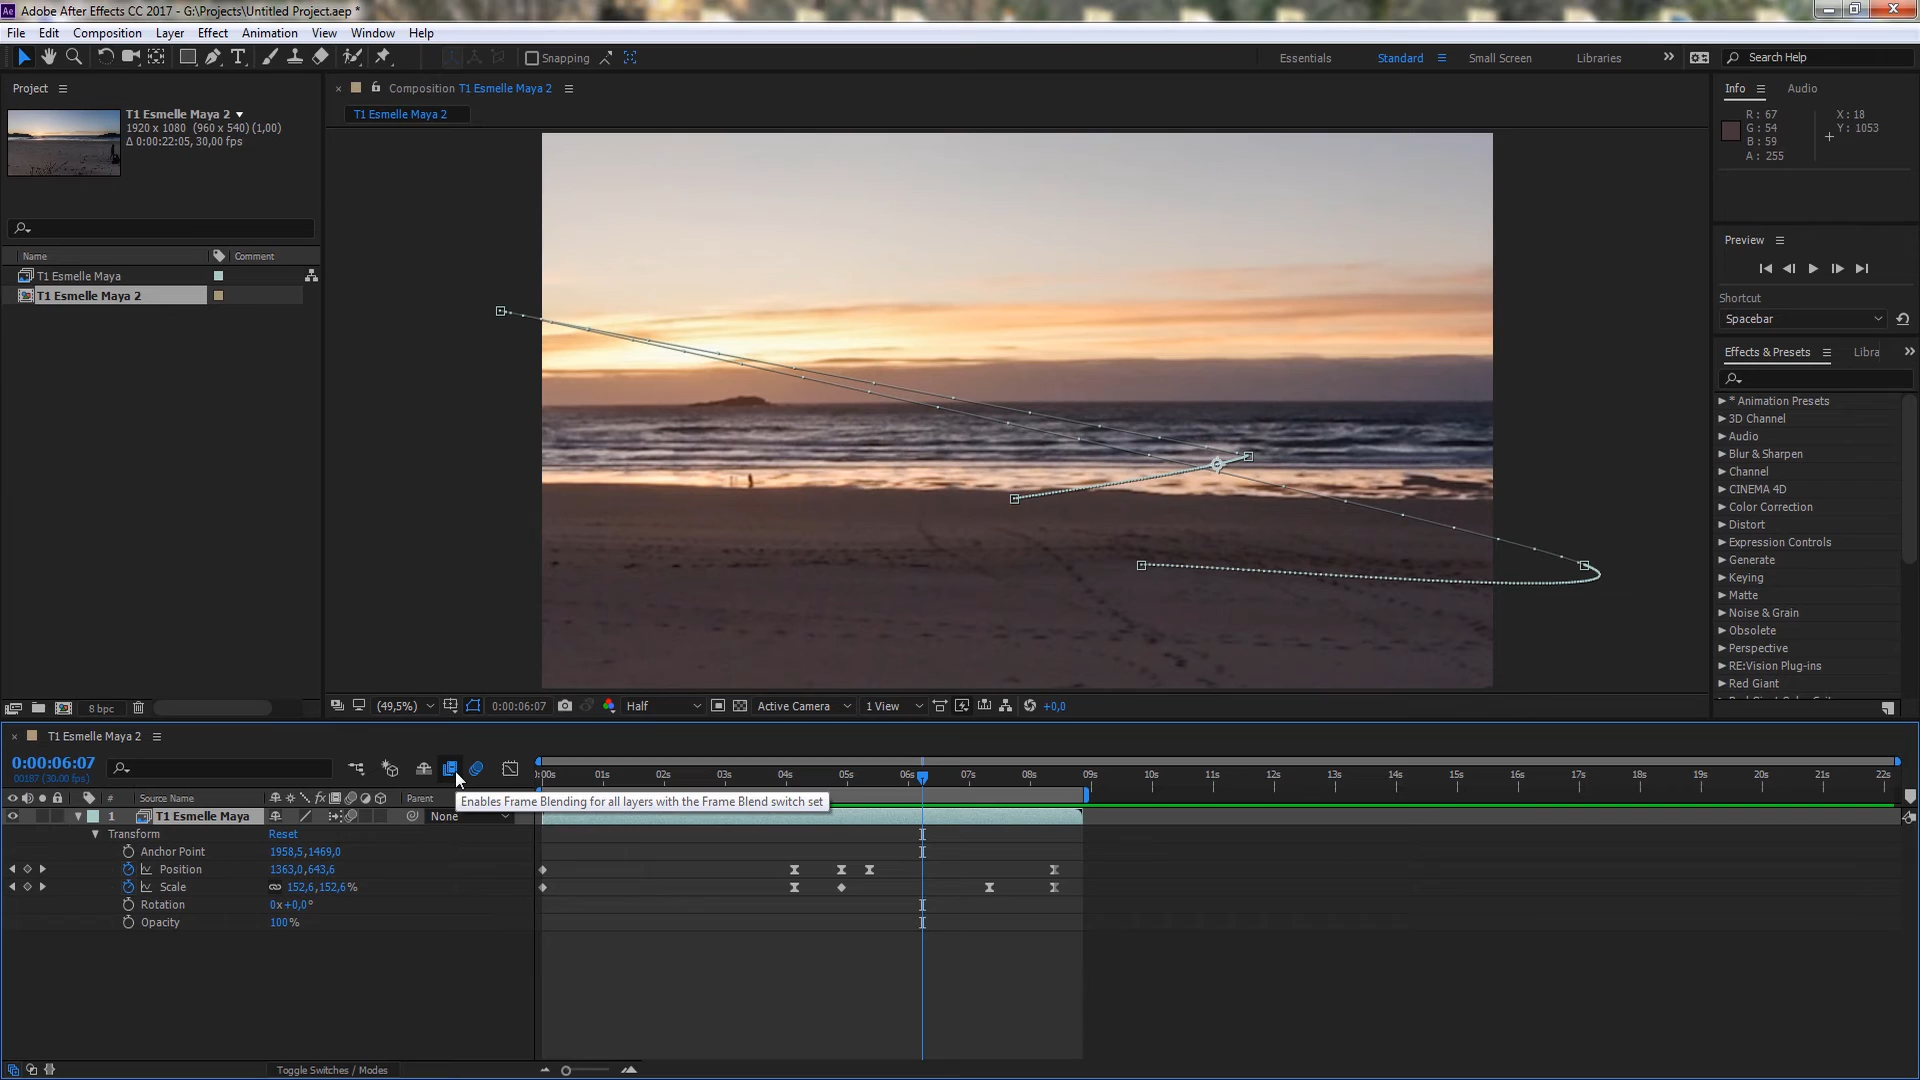 Ae Adobe After Effects CC 2017 - G:\Projects\Untitled Project.aep *
File Edit Composition Layer Effect Animation View Window Help
Snapping Essentials Standard Small Screen Libraries Search Help
Project
T1 Esmelle Maya 2
1920 x 1080 (960 x 540) (1,00)
Δ 0:00:22:05, 30,00 fps
Name Comment
T1 Esmelle Maya
T1 Esmelle Maya 2
8 bpc
Composition T1 Esmelle Maya 2
T1 Esmelle Maya 2
(49,5%) 0:00:06:07 Half Active Camera 1 View +0,0
Info Audio
R: 67
G: 54
B: 59
A: 255
X: 18
Y: 1053
Preview
Shortcut
Spacebar
Effects & Presets Libra
* Animation Presets
3D Channel
Audio
Blur & Sharpen
Channel
CINEMA 4D
Color Correction
Distort
Expression Controls
Generate
Keying
Matte
Noise & Grain
Obsolete
Perspective
RE:Vision Plug-ins
Red Giant
T1 Esmelle Maya 2
0:00:06:07
00187 (30.00 fps)
:00s 01s 02s 03s 04s 05s 06s 07s 08s 09s 10s 11s 12s 13s 14s 15s 16s 17s 18s 19s 20s 21s 22s
# Source Name Parent
Enables Frame Blending for all layers with the Frame Blend switch set
1 T1 Esmelle Maya None
Transform Reset
Anchor Point 1958,5,1469,0
Position 1363,0,643,6
Scale 152,6,152,6%
Rotation 0x+0,0°
Opacity 100%
Toggle Switches / Modes